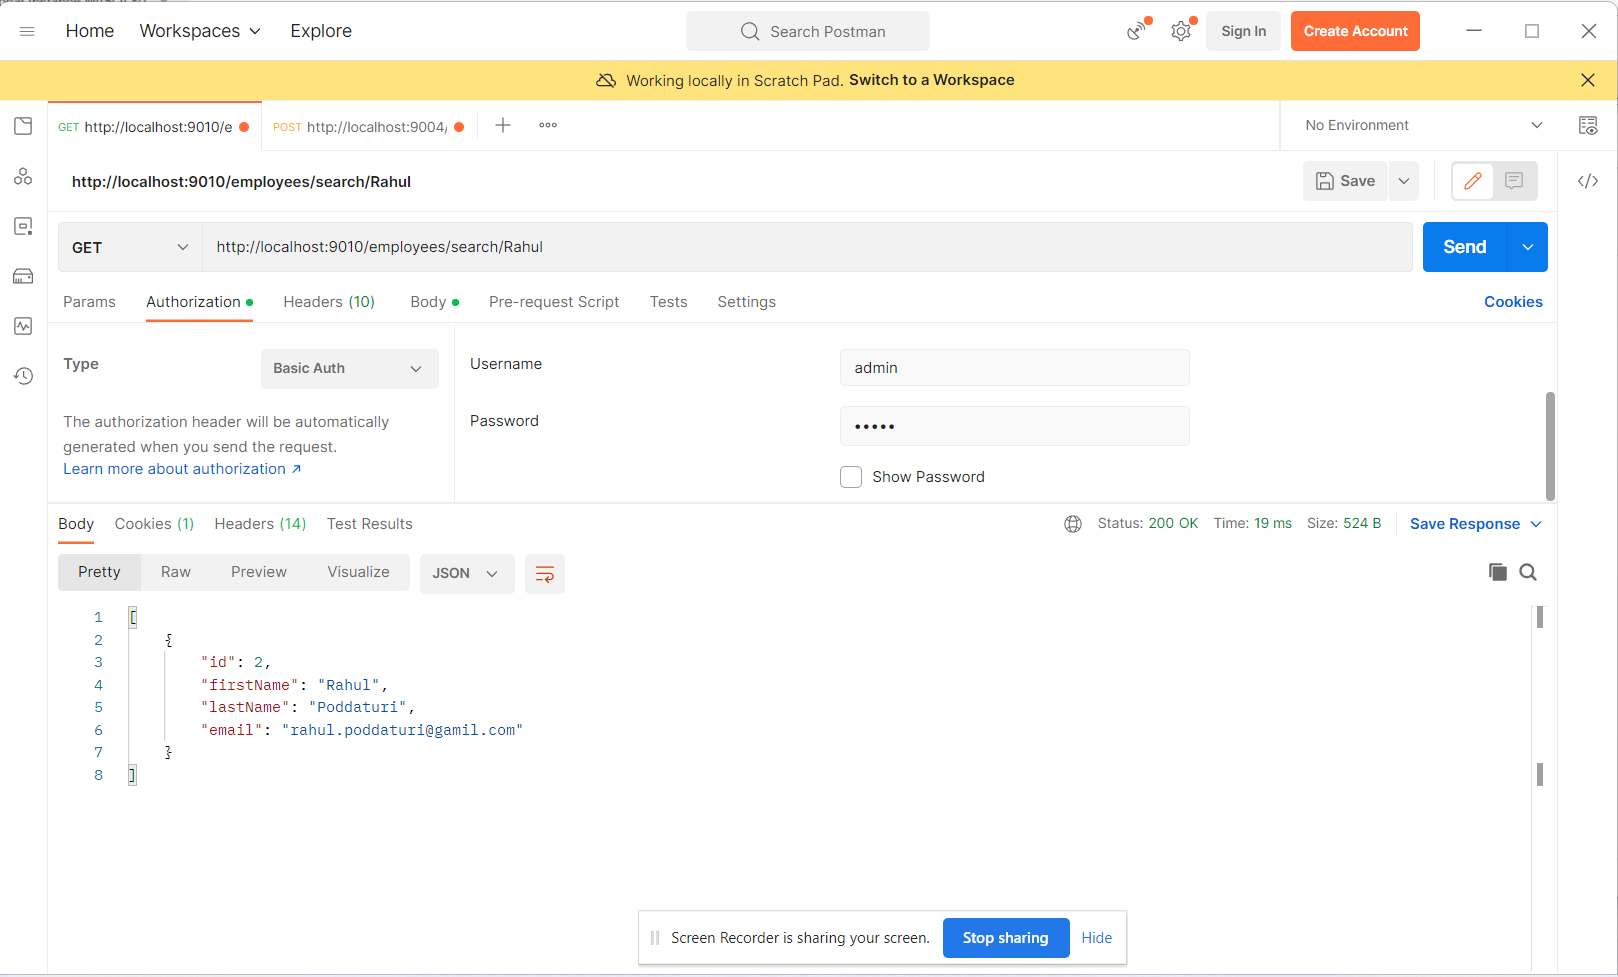 Home Workspaces Explore Search Postman Sign In Create Account
Working locally in Scratch Pad. Switch to a Workspace
GET http://localhost:9010/e POST http://localhost:9004/ No Environment
http://localhost:9010/employees/search/Rahul Save
GET http://localhost:9010/employees/search/Rahul Send
Params Authorization Headers (10) Body Pre-request Script Tests Settings Cookies
Type Basic Auth
The authorization header will be automatically
generated when you send the request.
Learn more about authorization ↗
Username admin
Password •••••
Show Password
Body Cookies (1) Headers (14) Test Results Status: 200 OK Time: 19 ms Size: 524 B Save Response
Pretty Raw Preview Visualize JSON
1 [
2 {
3 "id": 2,
4 "firstName": "Rahul",
5 "lastName": "Poddaturi",
6 "email": "rahul.poddaturi@gamil.com"
7 }
8 ]
Screen Recorder is sharing your screen. Stop sharing Hide